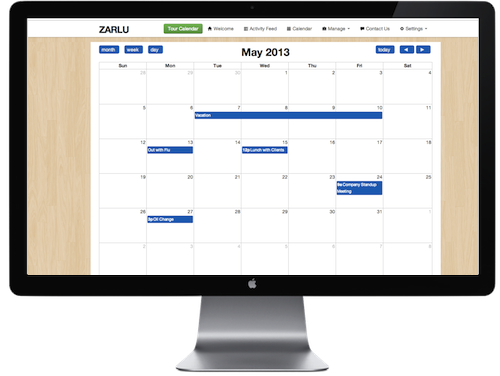 ZARLU
Tour Calendar Welcome Activity Feed Calendar Manage Contact Us Settings
month week day May 2013 today
Sun Mon Tue Wed Thu Fri Sat
28 29 30 1 2 3 4
5 6 7 8 9 10 11
Vacation
12 13 14 15 16 17 18
Out with Flu 12p Lunch with Clients
19 20 21 22 23 24 25
Company Standup
Meeting
26 27 28 29 30 31 1
Oil Change
2 3 4 5 6 7 8